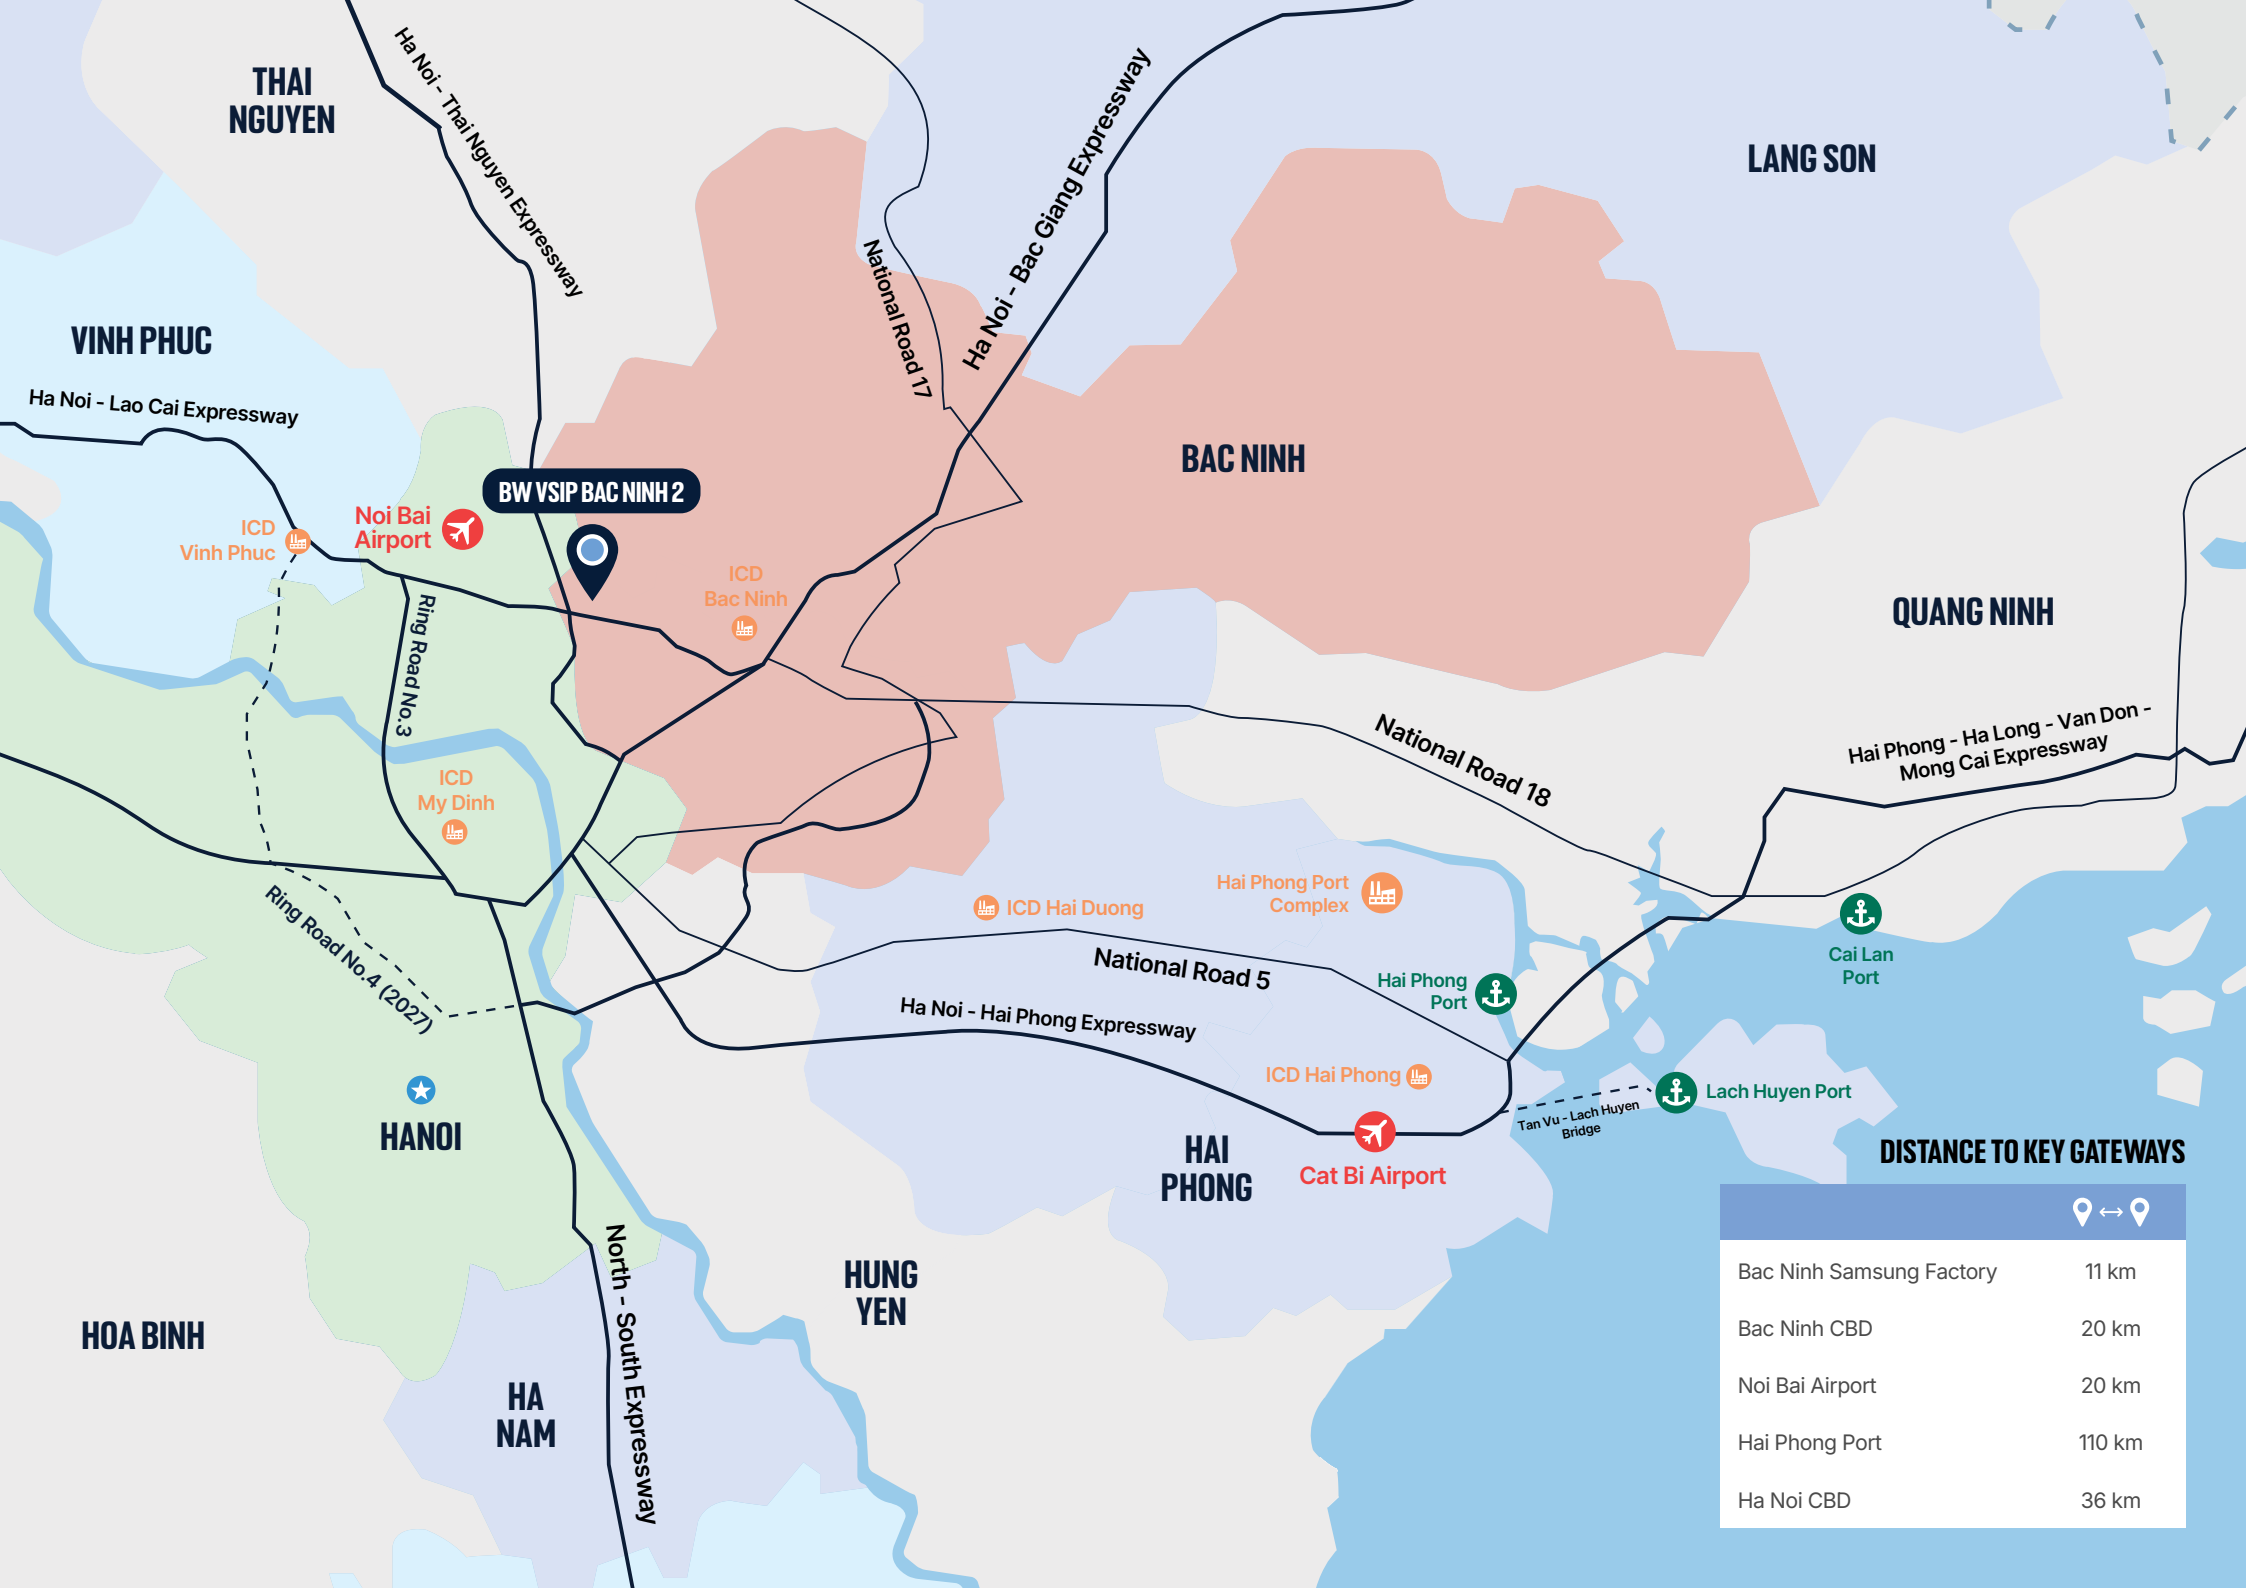 THAI
NGUYEN
Ha Noi - Thai Nguyen Expressway
Ha Noi - Bac Giang Expressway
National Road 17
LANG SON
VINH PHUC
Ha Noi - Lao Cai Expressway
BAC NINH
BW VSIP BAC NINH 2
Noi Bai
Airport
ICD
Vinh Phuc
ICD
Bac Ninh
Ring Road No.3
QUANG NINH
National Road 18
Hai Phong - Ha Long - Van Don -
Mong Cai Expressway
ICD
My Dinh
Ring Road No.4 (2027)
ICD Hai Duong
Hai Phong Port
Complex
National Road 5
Hai Phong
Port
Cai Lan
Port
Ha Noi - Hai Phong Expressway
ICD Hai Phong
Lach Huyen Port
Tan Vu - Lach Huyen
Bridge
HANOI
HAI
PHONG
Cat Bi Airport
North - South Expressway
HUNG
YEN
HOA BINH
HA
NAM
DISTANCE TO KEY GATEWAYS
Bac Ninh Samsung Factory 11 km
Bac Ninh CBD 20 km
Noi Bai Airport 20 km
Hai Phong Port 110 km
Ha Noi CBD 36 km